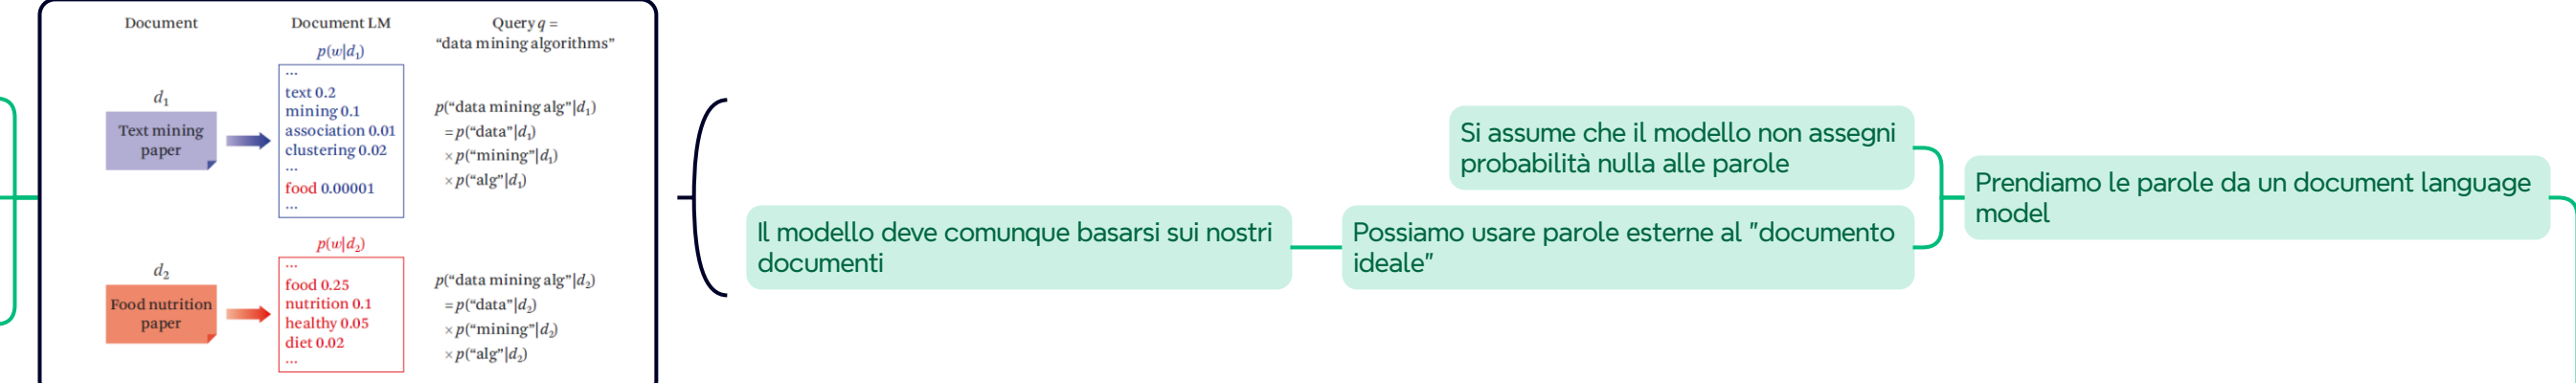 Document
Document LM
Query q =
"data mining algorithms"
p(w|d₁)
...
text 0.2
mining 0.1
association 0.01
clustering 0.02
...
food 0.00001
...
d₁
Text mining
paper
p("data mining alg"|d₁)
=p("data"|d₁)
×p("mining"|d₁)
×p("alg"|d₁)
p(w|d₂)
...
food 0.25
nutrition 0.1
healthy 0.05
diet 0.02
...
d₂
Food nutrition
paper
p("data mining alg"|d₂)
=p("data"|d₂)
×p("mining"|d₂)
×p("alg"|d₂)
Il modello deve comunque basarsi sui nostri
documenti
Si assume che il modello non assegni
probabilità nulla alle parole
Possiamo usare parole esterne al "documento
ideale"
Prendiamo le parole da un document language
model